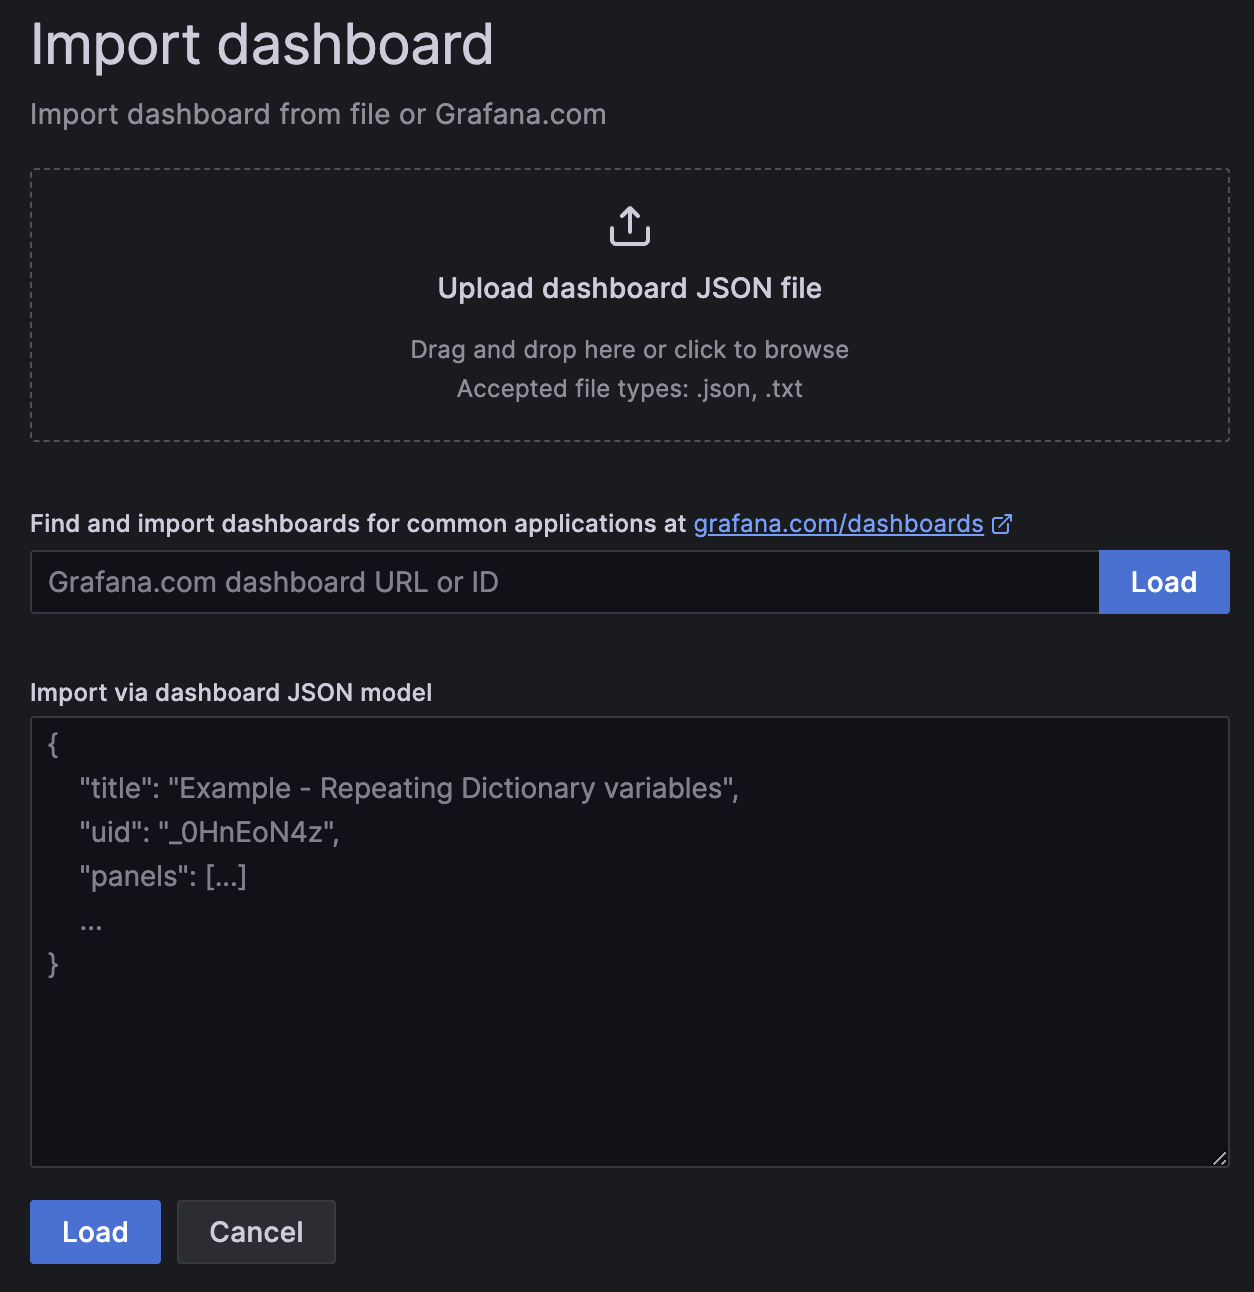 Import dashboard
Import dashboard from file or Grafana.com
Upload dashboard JSON file
Drag and drop here or click to browse
Accepted file types: .json, .txt
Find and import dashboards for common applications at grafana.com/dashboards
Grafana.com dashboard URL or ID
Load
Import via dashboard JSON model
{
"title": "Example - Repeating Dictionary variables",
"uid": "_0HnEoN4z",
"panels": [...]
...
}
Load
Cancel